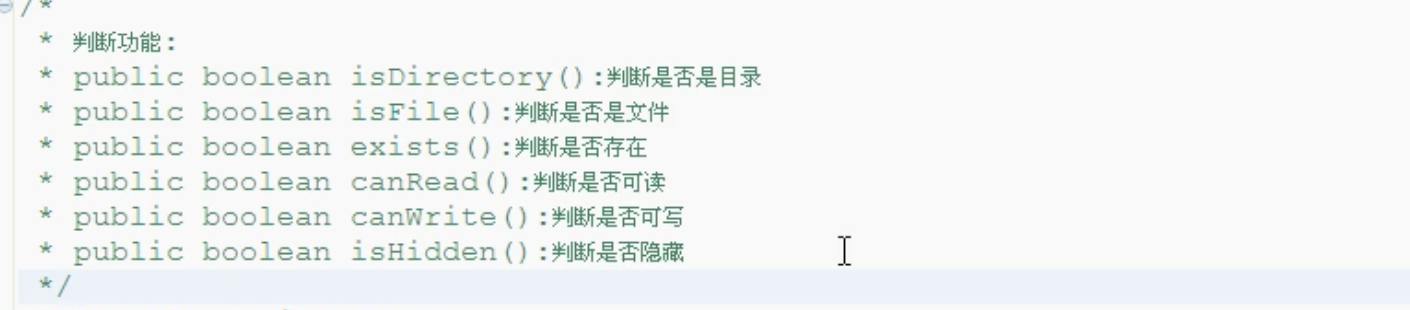 /*
 * 判断功能:
 * public boolean isDirectory():判断是否是目录
 * public boolean isFile():判断是否是文件
 * public boolean exists():判断是否存在
 * public boolean canRead():判断是否可读
 * public boolean canWrite():判断是否可写
 * public boolean isHidden():判断是否隐藏
 */